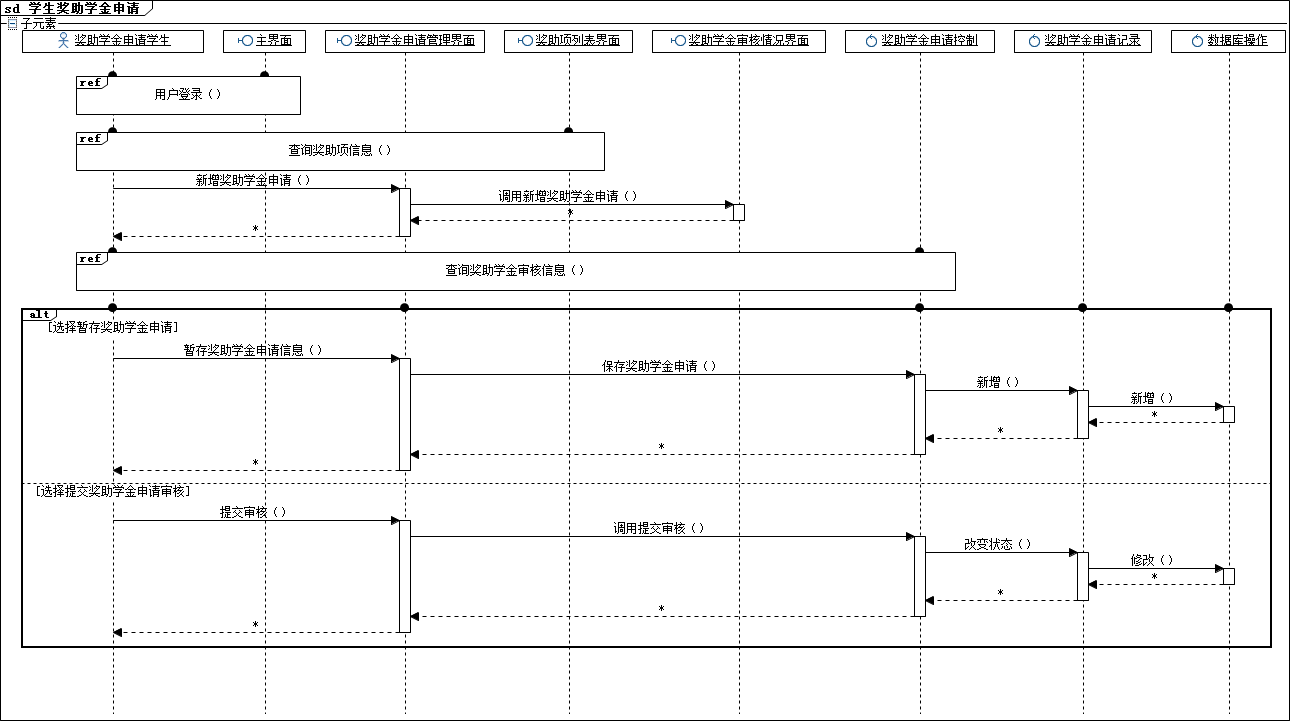 sd 学生奖助学金申请
子元素
奖助学金申请学生
主界面
奖助学金申请管理界面
奖助项列表界面
奖助学金审核情况界面
奖助学金申请控制
奖助学金申请记录
数据库操作
ref
用户登录（）
ref
查询奖助项信息（）
新增奖助学金申请（）
调用新增奖助学金申请（）
*
*
ref
查询奖助学金审核信息（）
alt
[选择暂存奖助学金申请]
暂存奖助学金申请信息（）
保存奖助学金申请（）
新增（）
新增（）
*
*
*
*
[选择提交奖助学金申请审核]
提交审核（）
调用提交审核（）
改变状态（）
修改（）
*
*
*
*